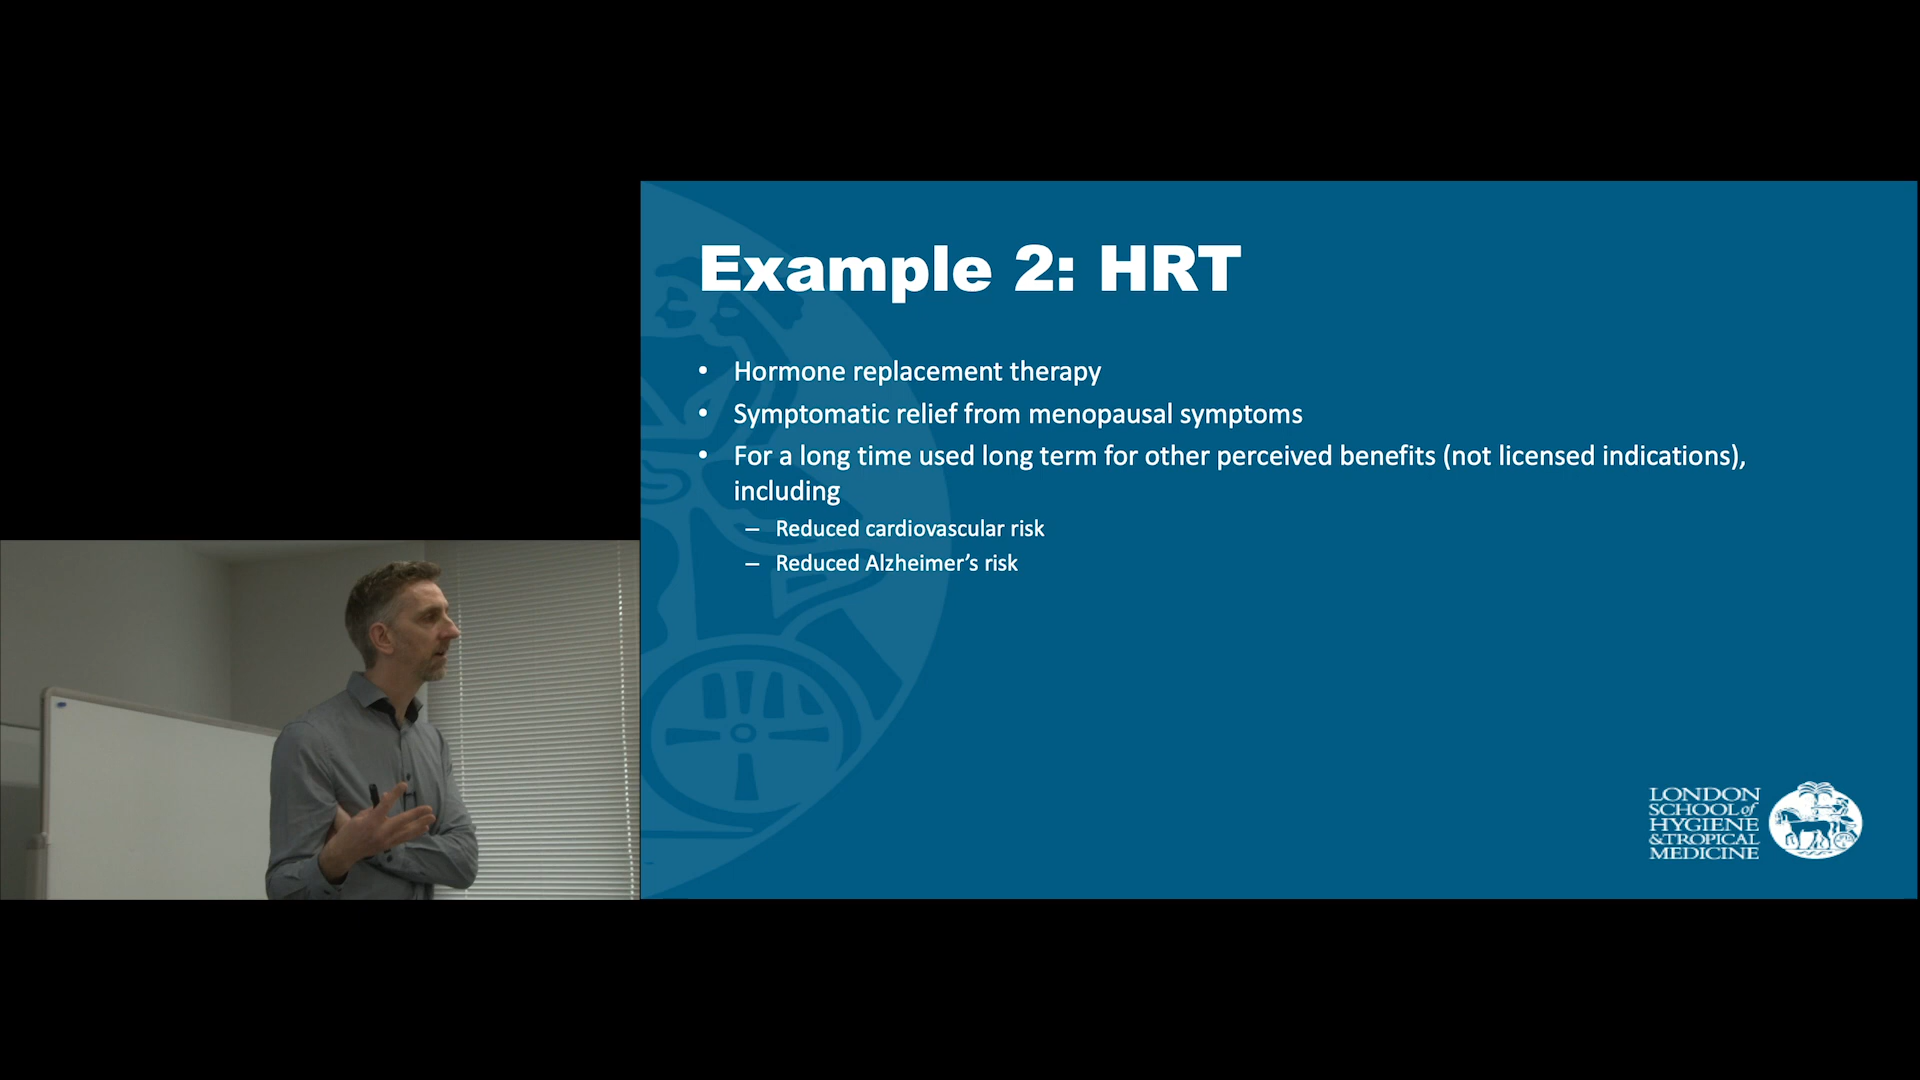 Example 2: HRT
• Hormone replacement therapy
• Symptomatic relief from menopausal symptoms
• For a long time used long term for other perceived benefits (not licensed indications),
including
– Reduced cardiovascular risk
– Reduced Alzheimer’s risk
LONDON
SCHOOL of
HYGIENE
& TROPICAL
MEDICINE